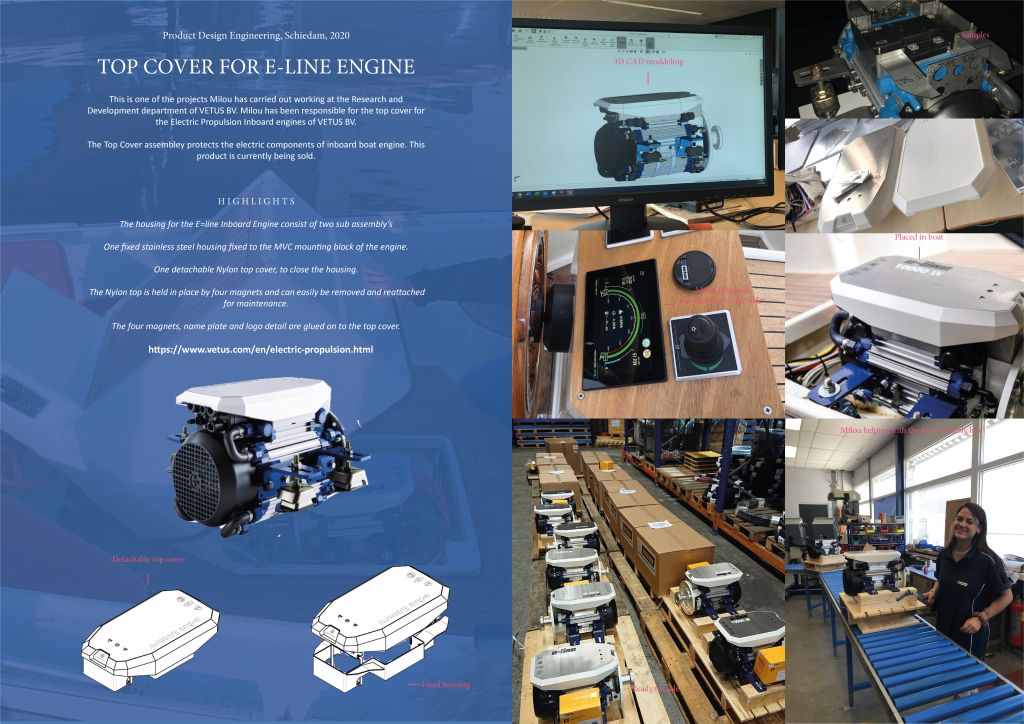 Product Design Engineering, Schiedam, 2020
TOP COVER FOR E-LINE ENGINE
This is one of the projects Milou has carried out working at the Research and
Development department of VETUS BV. Milou has been responsible for the top cover for
the Electric Propulsion Inboard engines of VETUS BV.
The Top Cover assembley protects the electric components of inboard boat engine. This
product is currently being sold.
HIGHLIGHTS
The housing for the E=line Inboard Engine consist of two sub assembly's
One fixed stainless steel housing fixed to the MVC mounting block of the engine.
One detachable Nylon top cover, to close the housing.
The Nylon top is held in place by four magnets and can easily be removed and reattached
for maintenance.
The four magnets, name plate and logo detail are glued on to the top cover.
https://www.vetus.com/en/electric-propulsion.html
Detachable top cover
Fixed housing
3D CAD moddeling
Samples
Placed in boat
Milou helps with the
Ready for sale
e-line
10000 W